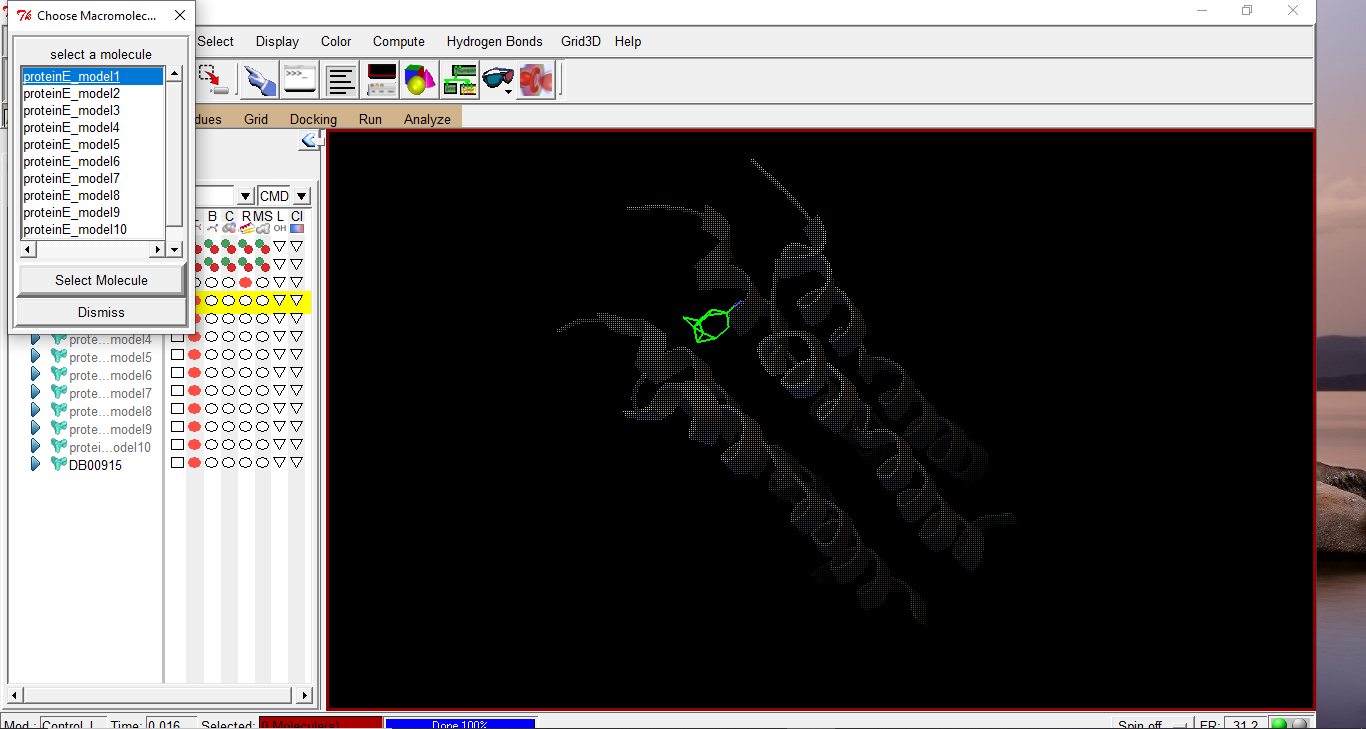 Choose Macromolec...
select a molecule
proteinE_model1
proteinE_model2
proteinE_model3
proteinE_model4
proteinE_model5
proteinE_model6
proteinE_model7
proteinE_model8
proteinE_model9
proteinE_model10
Select Molecule
Dismiss
Select Display Color Compute Hydrogen Bonds Grid3D Help
>>>_
dues Grid Docking Run Analyze
CMD
B C R MS L Cl
OH
prote...model4
prote...model5
prote...model6
prote...model7
prote...model8
prote...model9
protei...odel10
DB00915
Mod.: Control_L Time: 0.016 Selected: 0 Molecule(s) Done 100% Spin off FR: 31.2